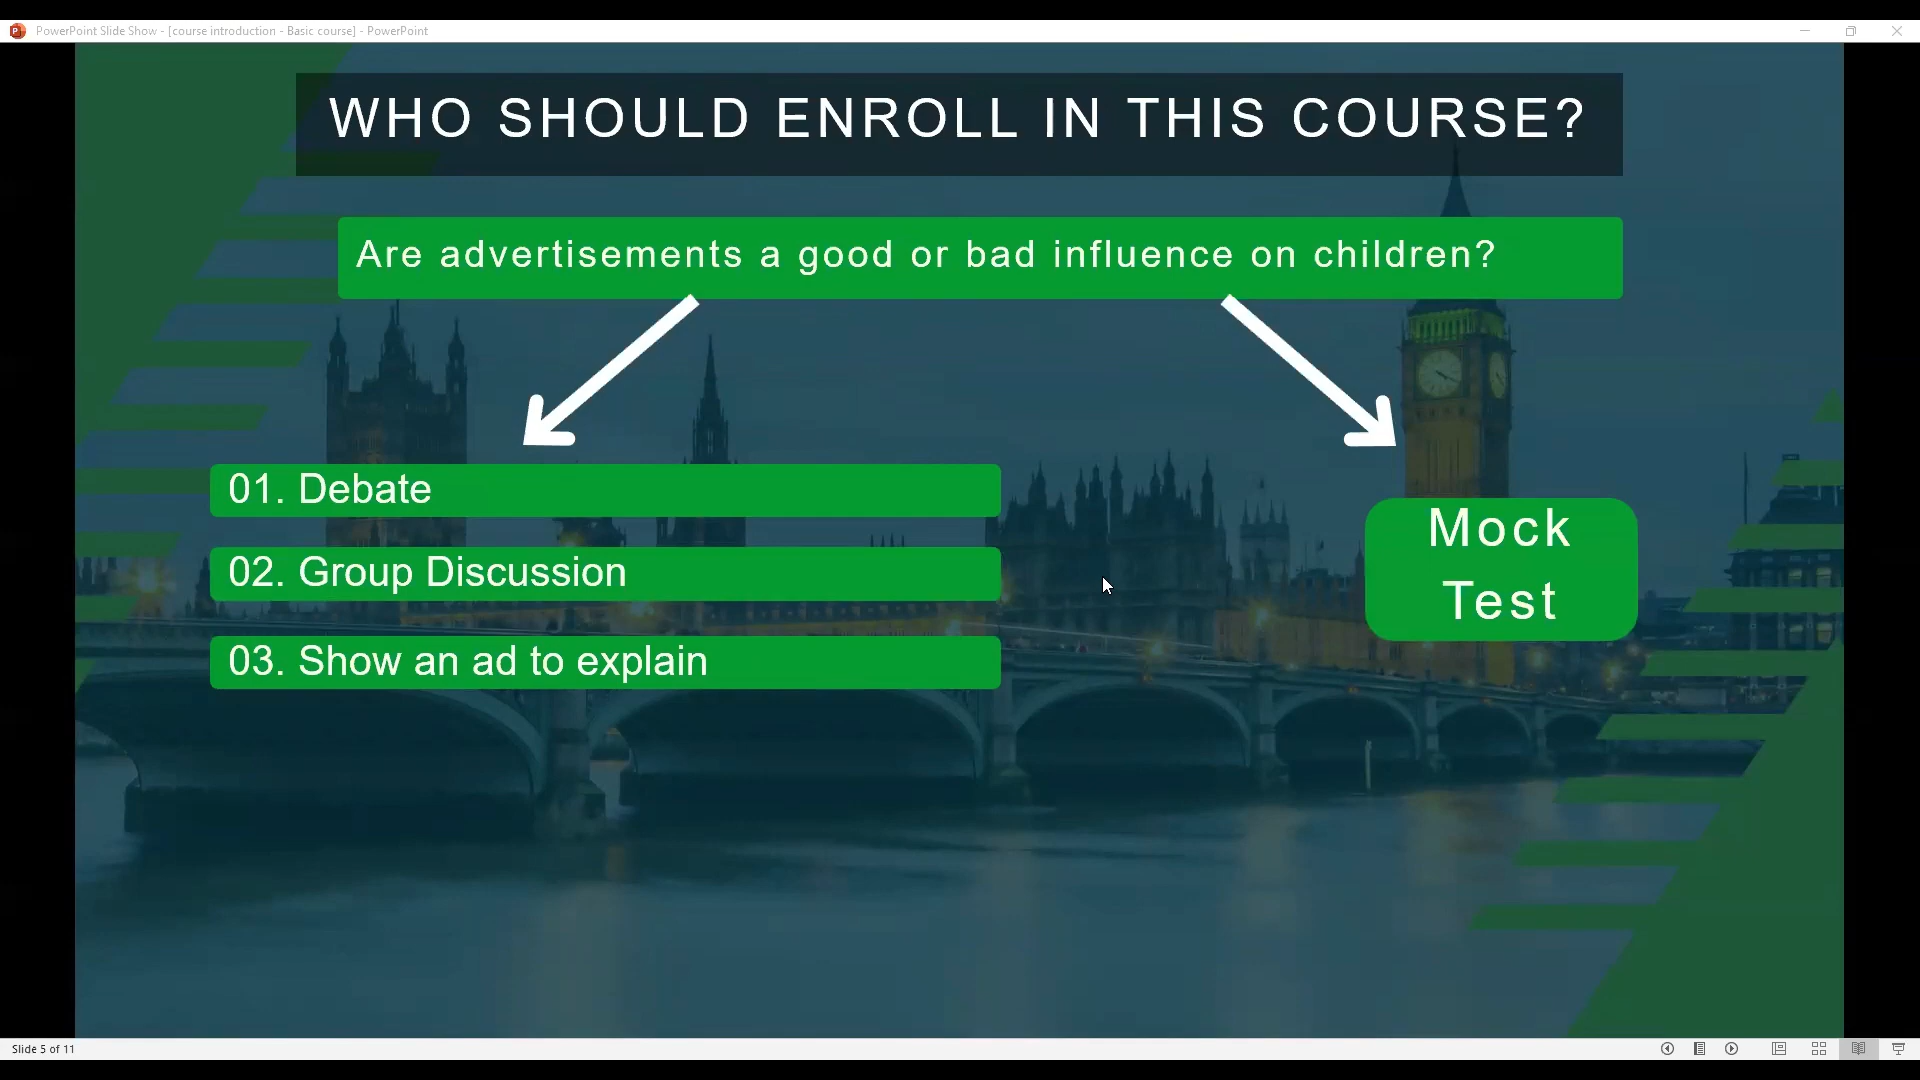 PowerPoint Slide Show - [course introduction - Basic course] - PowerPoint
WHO SHOULD ENROLL IN THIS COURSE?
Are advertisements a good or bad influence on children?
01. Debate
02. Group Discussion
03. Show an ad to explain
Mock
Test
Slide 5 of 11